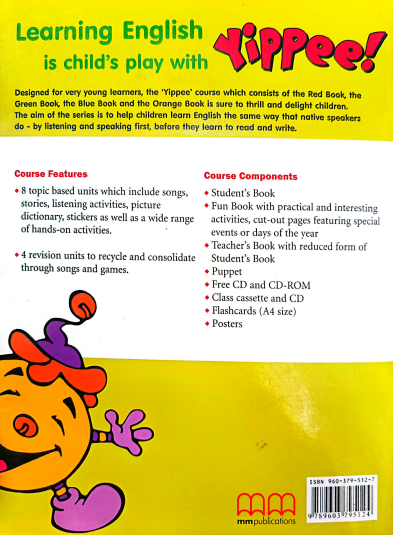 Learning English
is child's play with
Yippee!
Designed for very young learners, the 'Yippee' course which consists of the Red Book, the
Green Book, the Blue Book and the Orange Book is sure to thrill and delight children.
The aim of the series is to help children learn English the same way that native speakers
do - by listening and speaking first, before they learn to read and write.
Course Features
♦ 8 topic based units which include songs,
stories, listening activities, picture
dictionary, stickers as well as a wide range
of hands-on activities.
♦ 4 revision units to recycle and consolidate
through songs and games.
Course Components
♦ Student's Book
♦ Fun Book with practical and interesting
activities, cut-out pages featuring special
events or days of the year
♦ Teacher's Book with reduced form of
Student's Book
♦ Puppet
♦ Free CD and CD-ROM
♦ Class cassette and CD
♦ Flashcards (A4 size)
♦ Posters
mm
mmpublications
ISBN 960-379-512-7
9 789603 795124